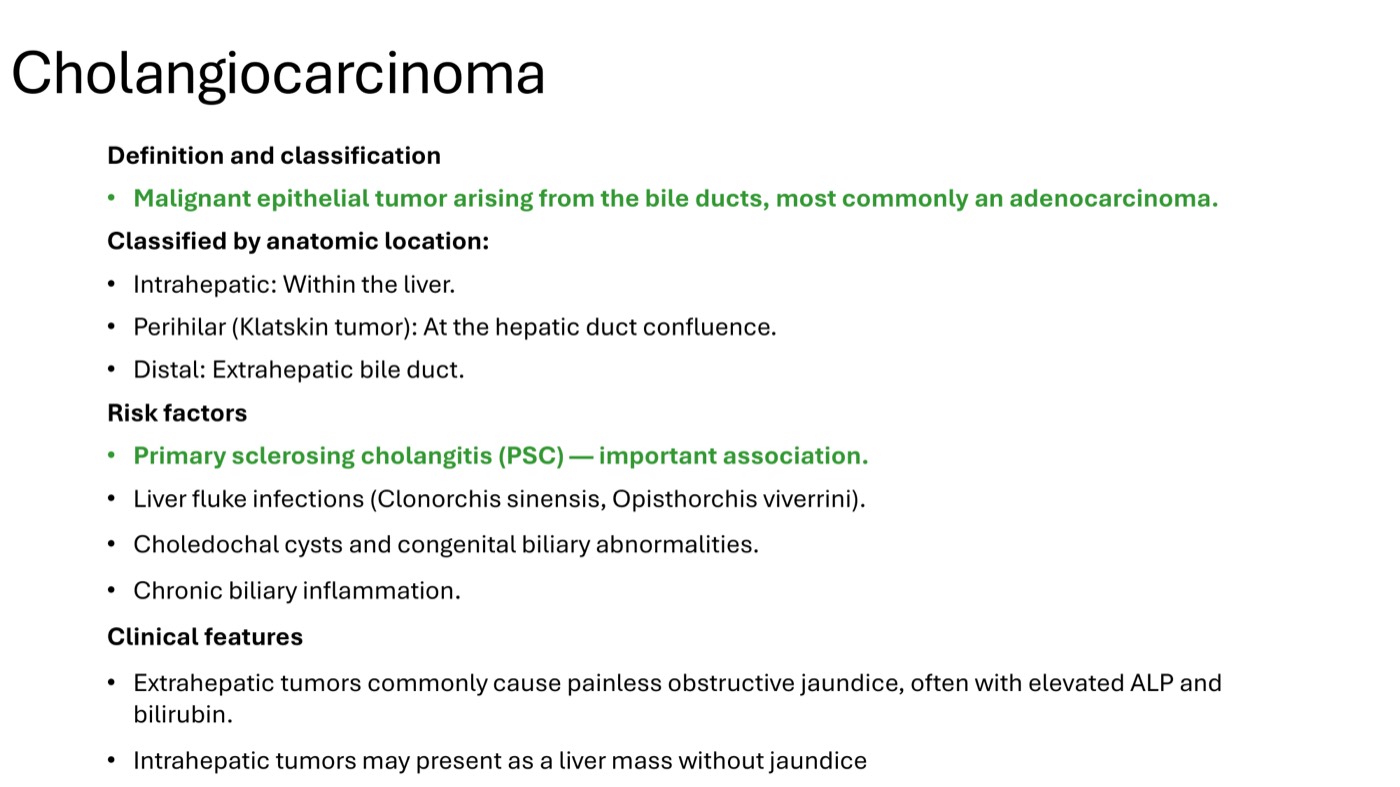 Cholangiocarcinoma
Definition and classification
• Malignant epithelial tumor arising from the bile ducts, most commonly an adenocarcinoma.
Classified by anatomic location:
• Intrahepatic: Within the liver.
• Perihilar (Klatskin tumor): At the hepatic duct confluence.
• Distal: Extrahepatic bile duct.
Risk factors
• Primary sclerosing cholangitis (PSC) — important association.
• Liver fluke infections (Clonorchis sinensis, Opisthorchis viverrini).
• Choledochal cysts and congenital biliary abnormalities.
• Chronic biliary inflammation.
Clinical features
• Extrahepatic tumors commonly cause painless obstructive jaundice, often with elevated ALP and
bilirubin.
• Intrahepatic tumors may present as a liver mass without jaundice